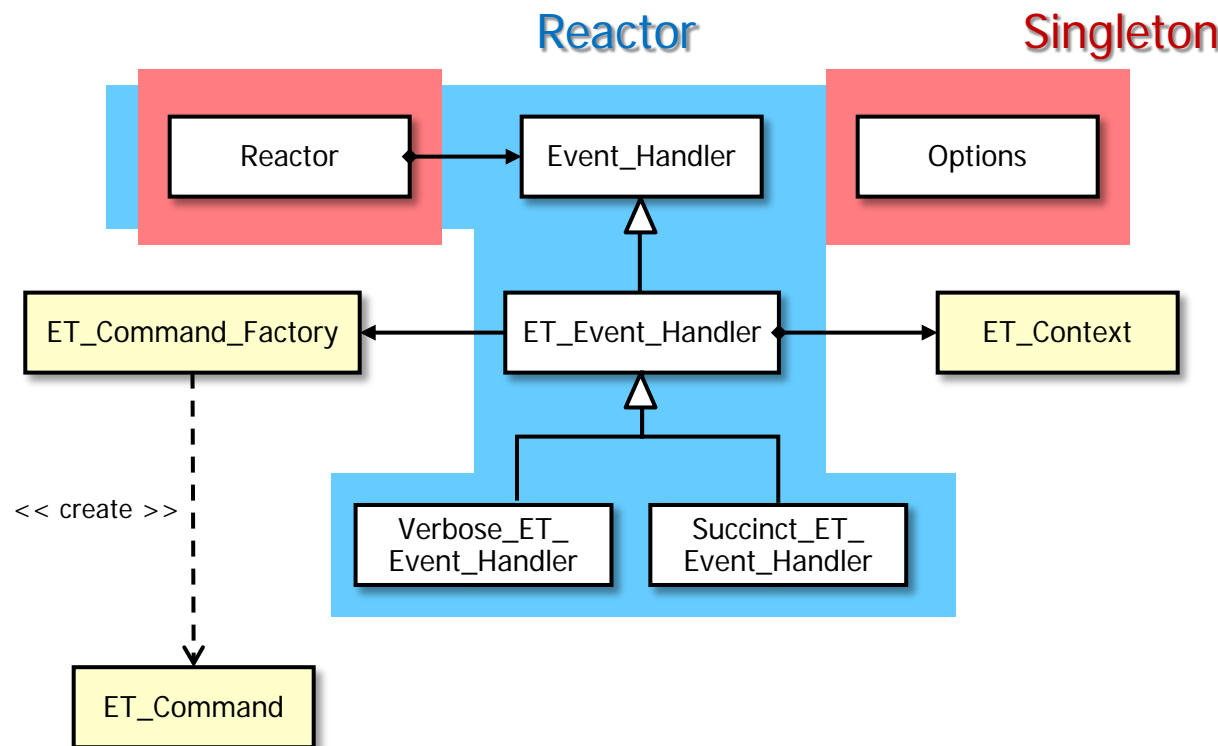 Reactor
Singleton
Reactor
Event_Handler
Options
ET_Command_Factory
ET_Event_Handler
ET_Context
<< create >>
Verbose_ET_
Event_Handler
Succinct_ET_
Event_Handler
ET_Command